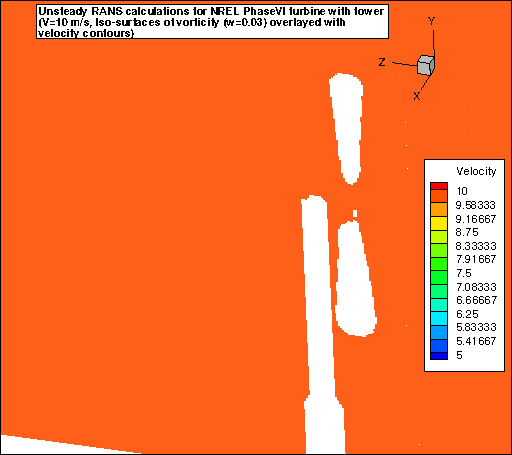 Unsteady RANS calculations for NREL PhaseVI turbine with tower
(V=10 m/s, Iso-surfaces of vorticity (w=0.03) overlayed with
velocity contours)
Y
Z
X
Velocity
10
9.58333
9.16667
8.75
8.33333
7.91667
7.5
7.08333
6.66667
6.25
5.83333
5.41667
5